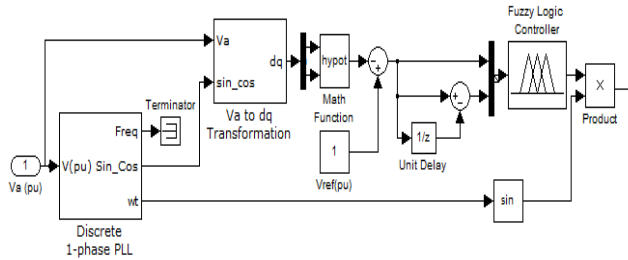 Fuzzy Logic
Controller
Va
dq
sin_cos
Va to dq
Transformation
hypot
Math
Function
-
+
+
-
1
Vref(pu)
1/z
Unit Delay
X
Product
Terminator
Freq
V(pu) Sin_Cos
wt
Discrete
1-phase PLL
1
Va (pu)
sin